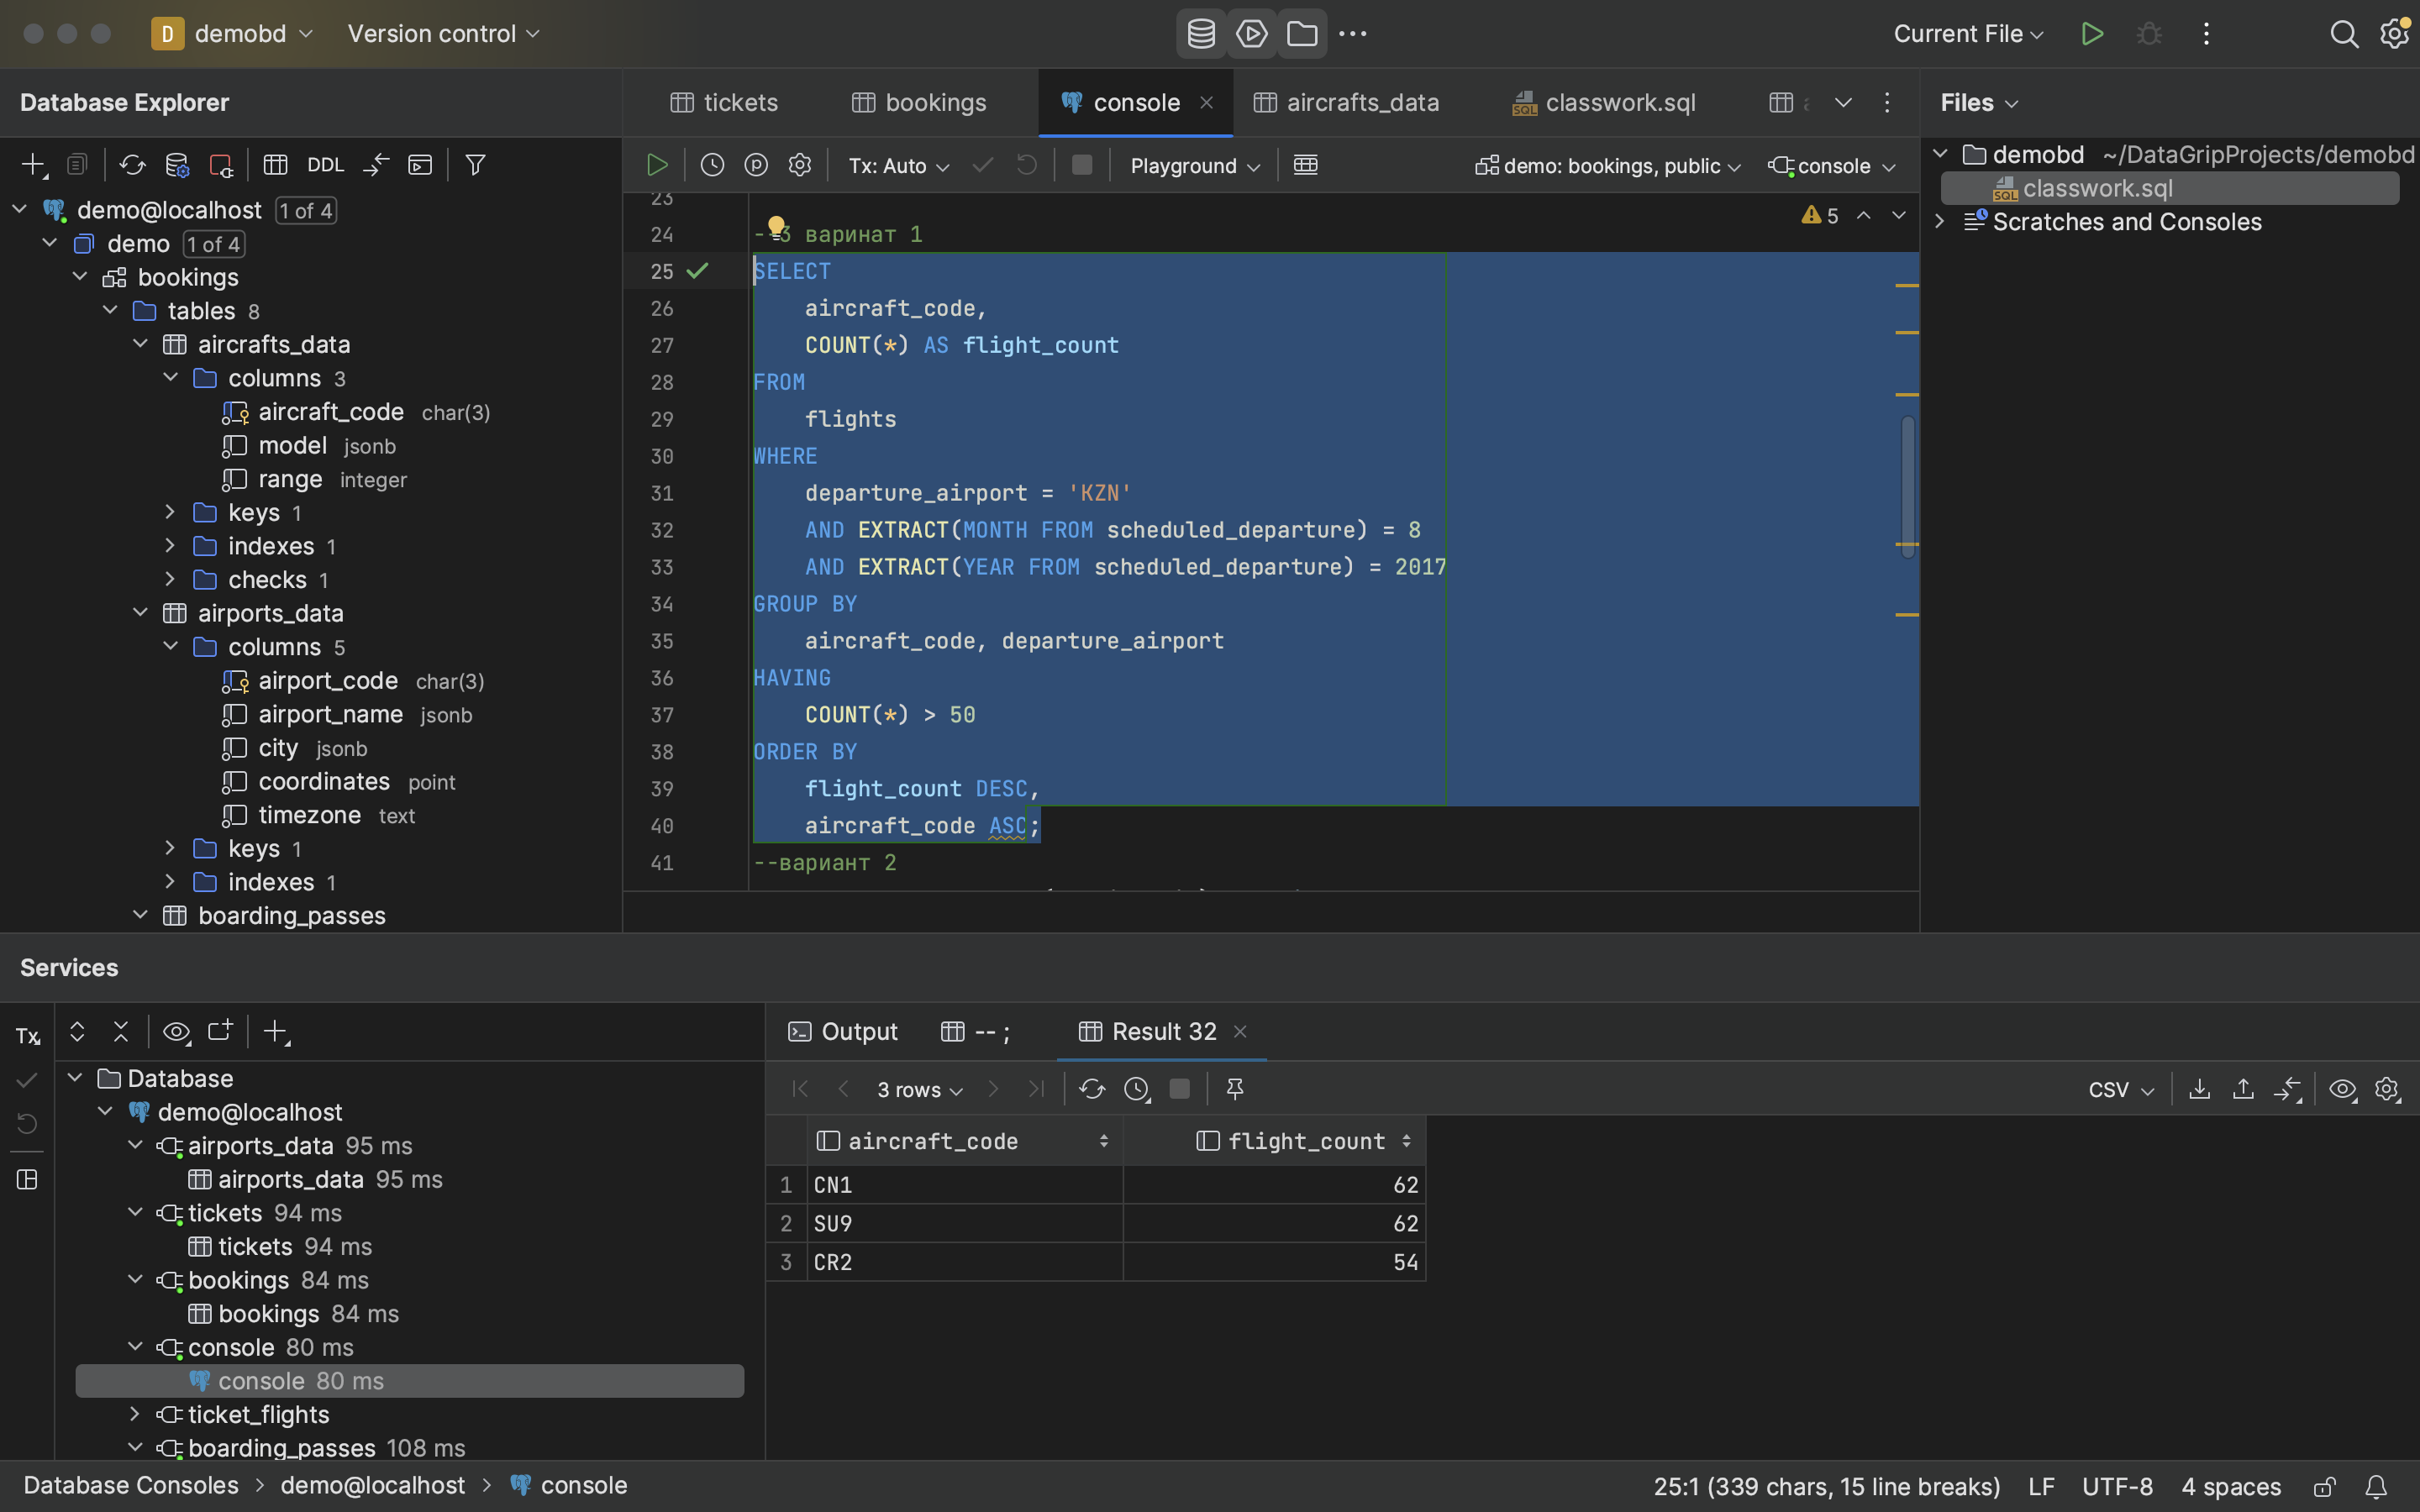 D demobd Version control Current File
Database Explorer
tickets bookings console aircrafts_data classwork.sql
Files
DDL
Tx: Auto Playground demo: bookings, public console
demobd ~/DataGripProjects/demobd
classwork.sql
Scratches and Consoles
demo@localhost 1 of 4
demo 1 of 4
bookings
tables 8
aircrafts_data
columns 3
aircraft_code char(3)
model jsonb
range integer
keys 1
indexes 1
checks 1
airports_data
columns 5
airport_code char(3)
airport_name jsonb
city jsonb
coordinates point
timezone text
keys 1
indexes 1
boarding_passes
5
23
24 --3 варинат 1
25 SELECT
26 aircraft_code,
27 COUNT(*) AS flight_count
28 FROM
29 flights
30 WHERE
31 departure_airport = 'KZN'
32 AND EXTRACT(MONTH FROM scheduled_departure) = 8
33 AND EXTRACT(YEAR FROM scheduled_departure) = 2017
34 GROUP BY
35 aircraft_code, departure_airport
36 HAVING
37 COUNT(*) > 50
38 ORDER BY
39 flight_count DESC,
40 aircraft_code ASC;
41 --вариант 2
Services
Tx
Database
demo@localhost
airports_data 95 ms
airports_data 95 ms
tickets 94 ms
tickets 94 ms
bookings 84 ms
bookings 84 ms
console 80 ms
console 80 ms
ticket_flights
boarding_passes 108 ms
Output -- ; Result 32
3 rows CSV
aircraft_code flight_count
1 CN1 62
2 SU9 62
3 CR2 54
Database Consoles > demo@localhost > console
25:1 (339 chars, 15 line breaks) LF UTF-8 4 spaces